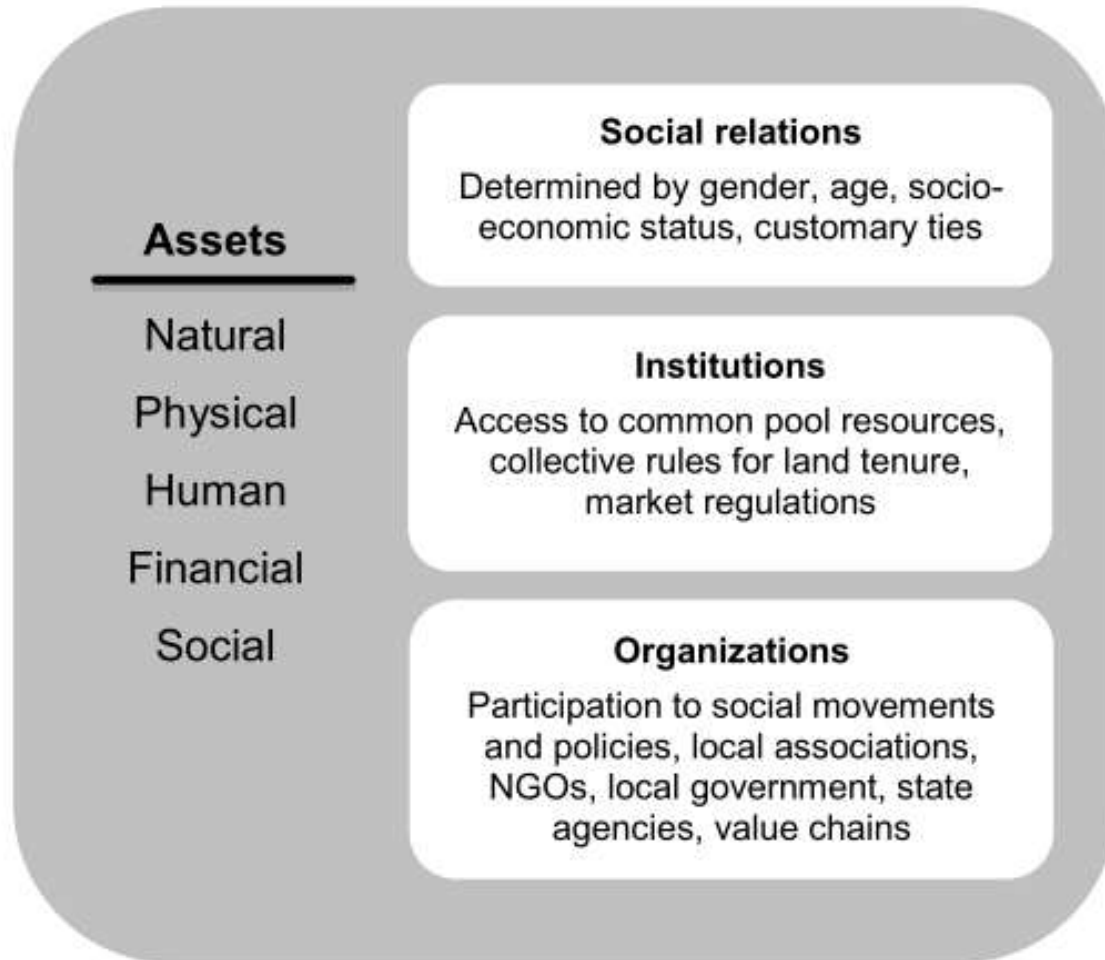 Assets
Natural
Physical
Human
Financial
Social
Social relations
Determined by gender, age, socio-
economic status, customary ties
Institutions
Access to common pool resources,
collective rules for land tenure,
market regulations
Organizations
Participation to social movements
and policies, local associations,
NGOs, local government, state
agencies, value chains